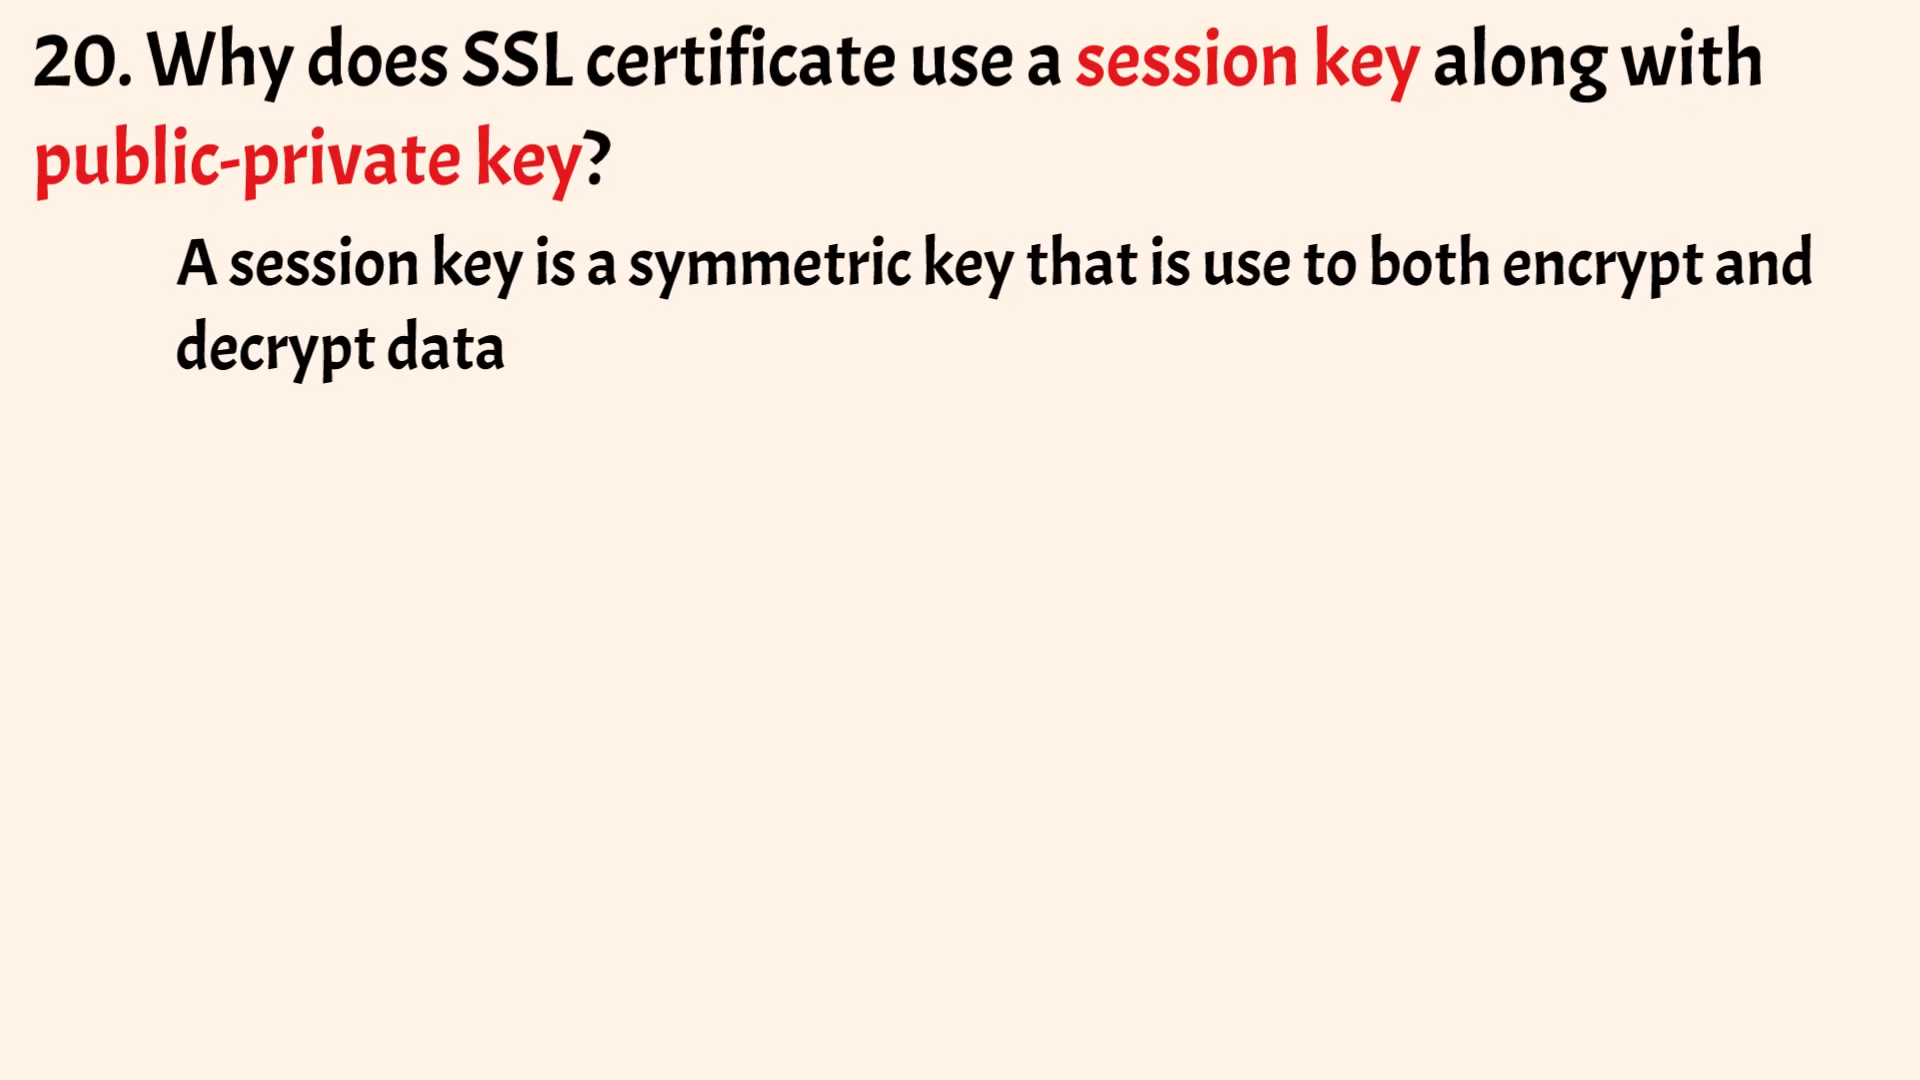 20. Why does SSL certificate use a session key along with
public-private key?
A session key is a symmetric key that is use to both encrypt and
decrypt data